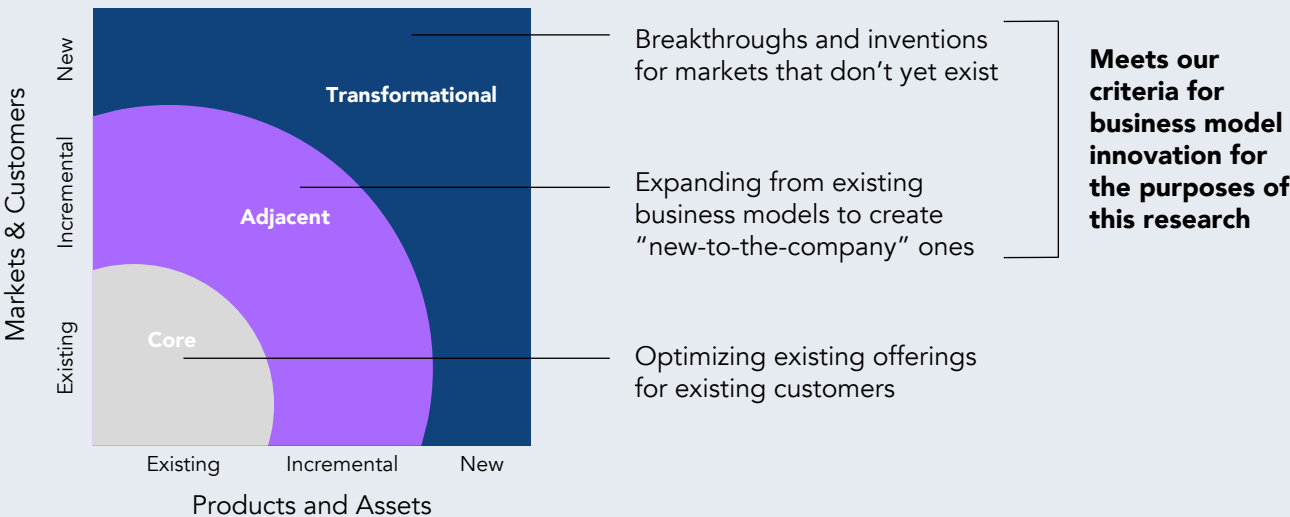 Markets & Customers
New
Incremental
Existing
Transformational
Adjacent
Core
Existing
Incremental
New
Products and Assets
Breakthroughs and inventions
for markets that don’t yet exist
Expanding from existing
business models to create
“new-to-the-company” ones
Optimizing existing offerings
for existing customers
Meets our
criteria for
business model
innovation for
the purposes of
this research